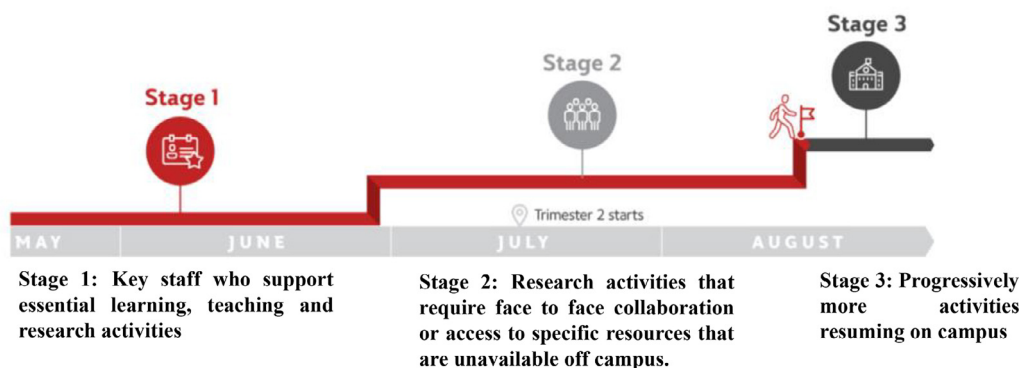 Stage 3
Stage 2
Stage 1
Trimester 2 starts
MAY JUNE JULY AUGUST
Stage 1: Key staff who support
essential learning, teaching and
research activities
Stage 2: Research activities that
require face to face collaboration
or access to specific resources that
are unavailable off campus.
Stage 3: Progressively
more activities
resuming on campus